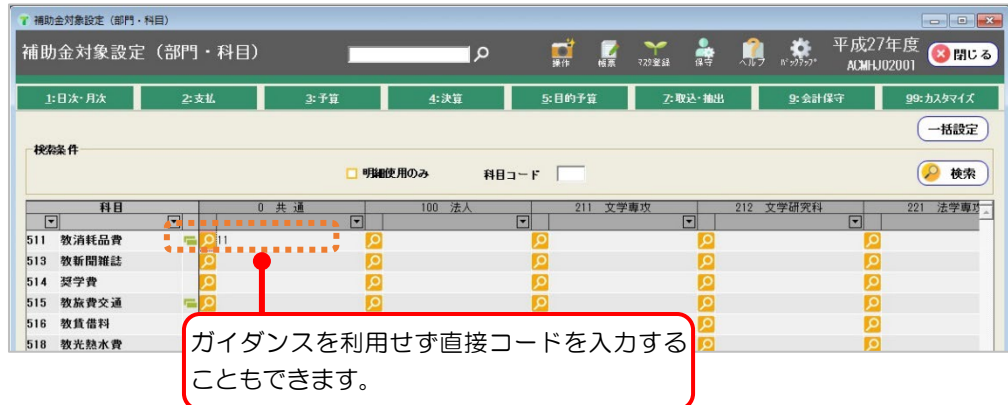 補助金対象設定（部門・科目）
補助金対象設定（部門・科目）
平成27年度
ACMHJ02001
閉じる
操作 帳票 マスタ登録 保守 ヘルプ ﾊﾞｯｸｱｯﾌﾟ
1:日次・月次 2:支払 3:予算 4:決算 5:目的予算 7:取込・抽出 9:会計保守 99:カスタマイズ
一括設定
検索条件
明細使用のみ 科目コード 検索
科目 0 共通 100 法人 211 文学専攻 212 文学研究科 221 法学専攻
511 教消耗品費 11
513 教新聞雑誌
514 奨学費
515 教旅費交通
516 教賃借料
518 教光熱水費
ガイダンスを利用せず直接コードを入力する
こともできます。